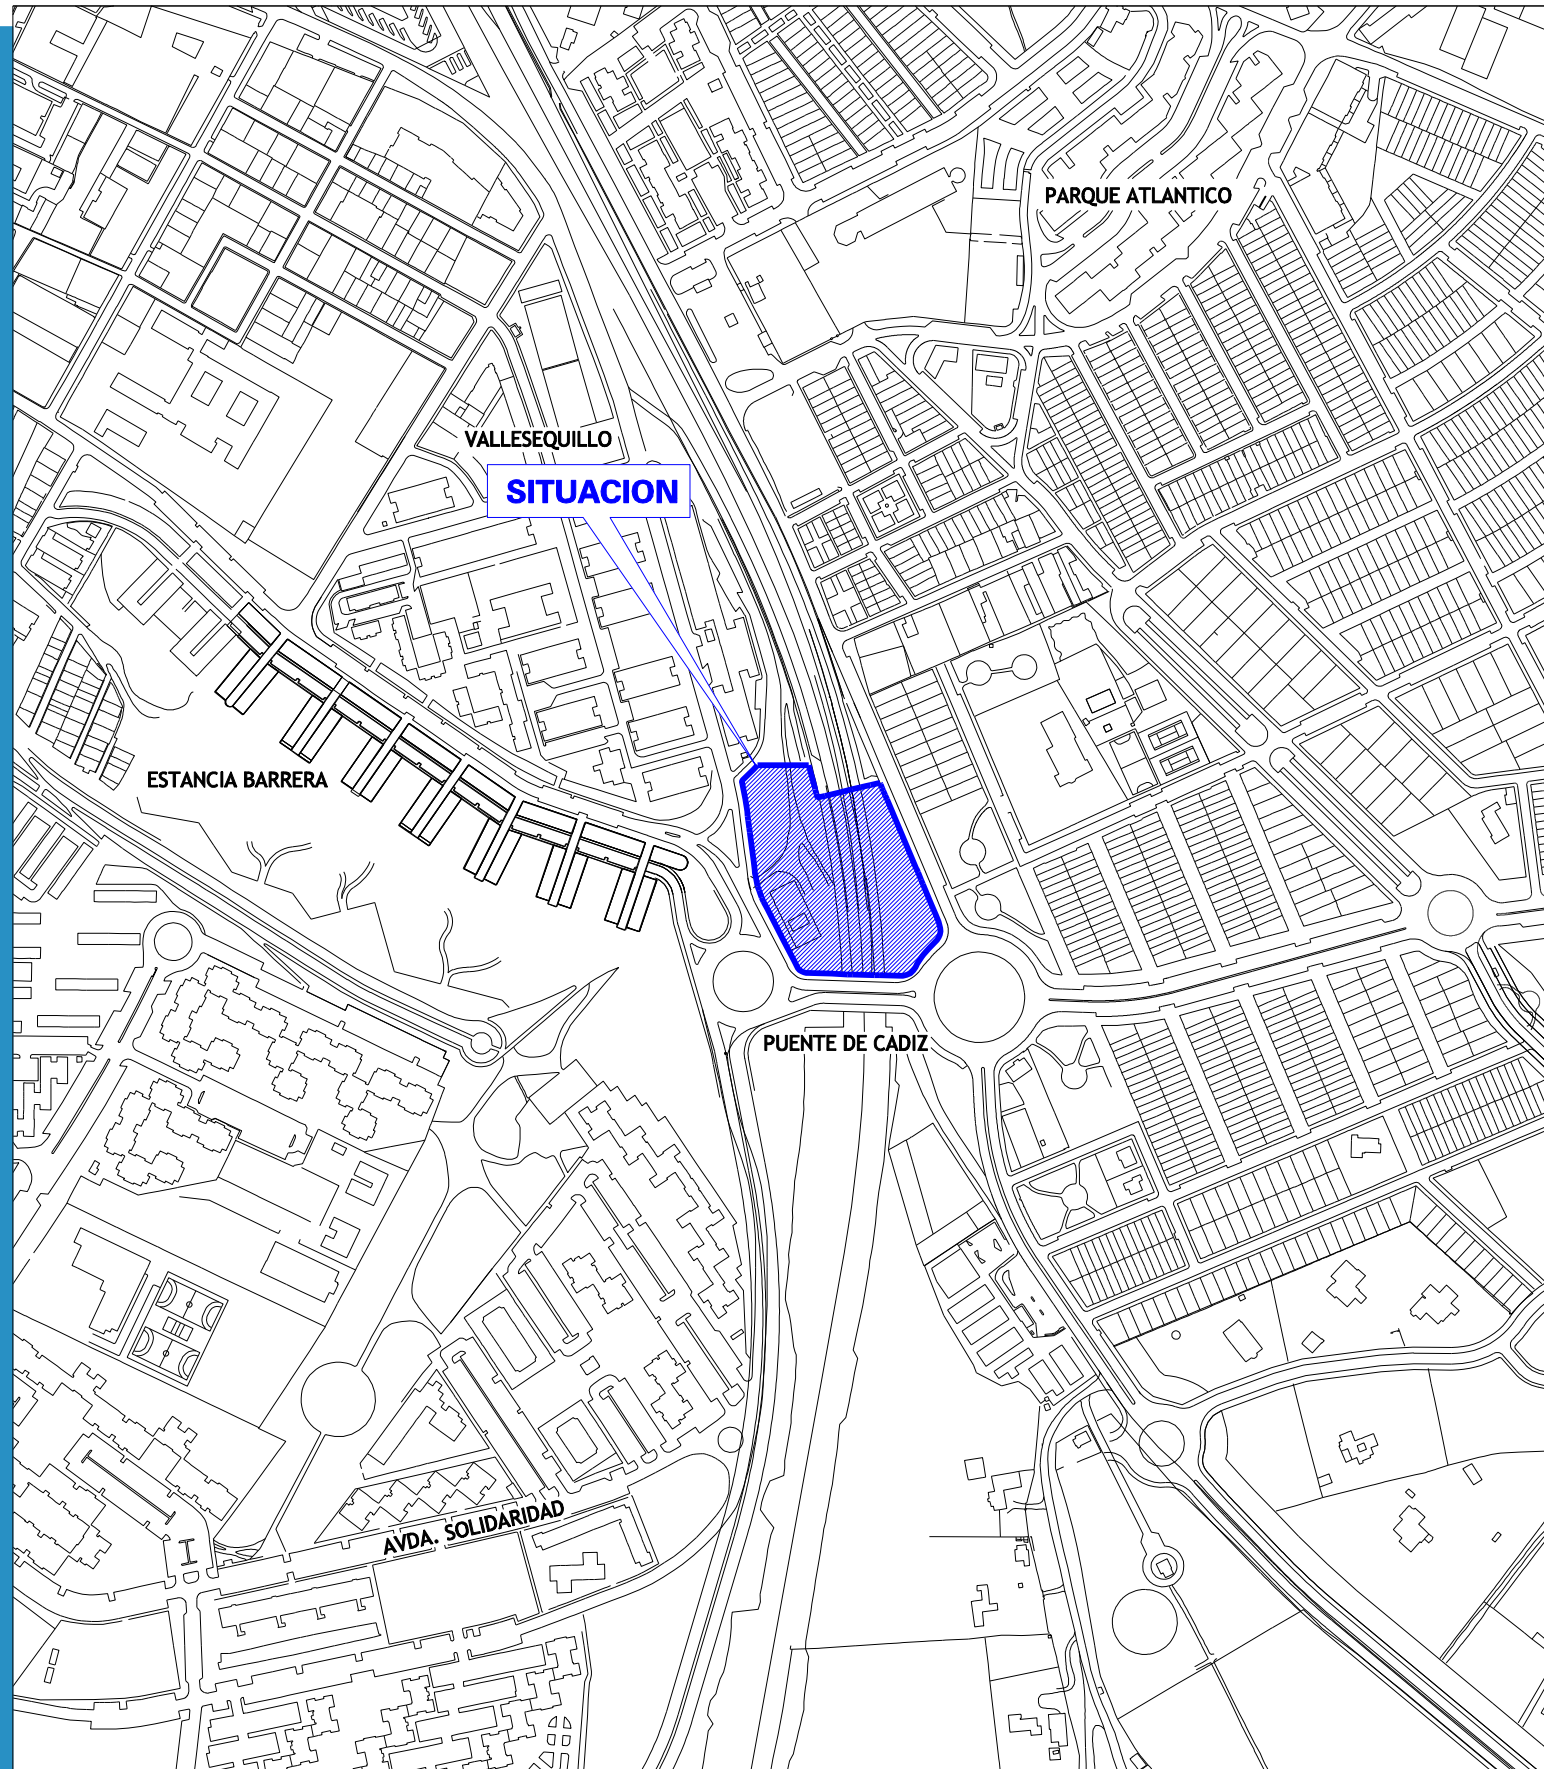 PARQUE ATLANTICO
VALLESEQUILLO
SITUACION
ESTANCIA BARRERA
PUENTE DE CADIZ
AVDA. SOLIDARIDAD